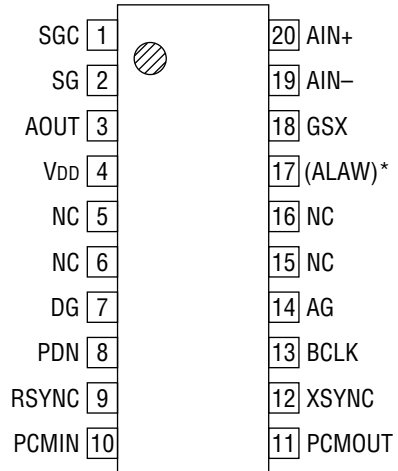 SGC 1 20 AIN+
SG 2 19 AIN–
AOUT 3 18 GSX
VDD 4 17 (ALAW)*
NC 5 16 NC
NC 6 15 NC
DG 7 14 AG
PDN 8 13 BCLK
RSYNC 9 12 XSYNC
PCMIN 10 11 PCMOUT